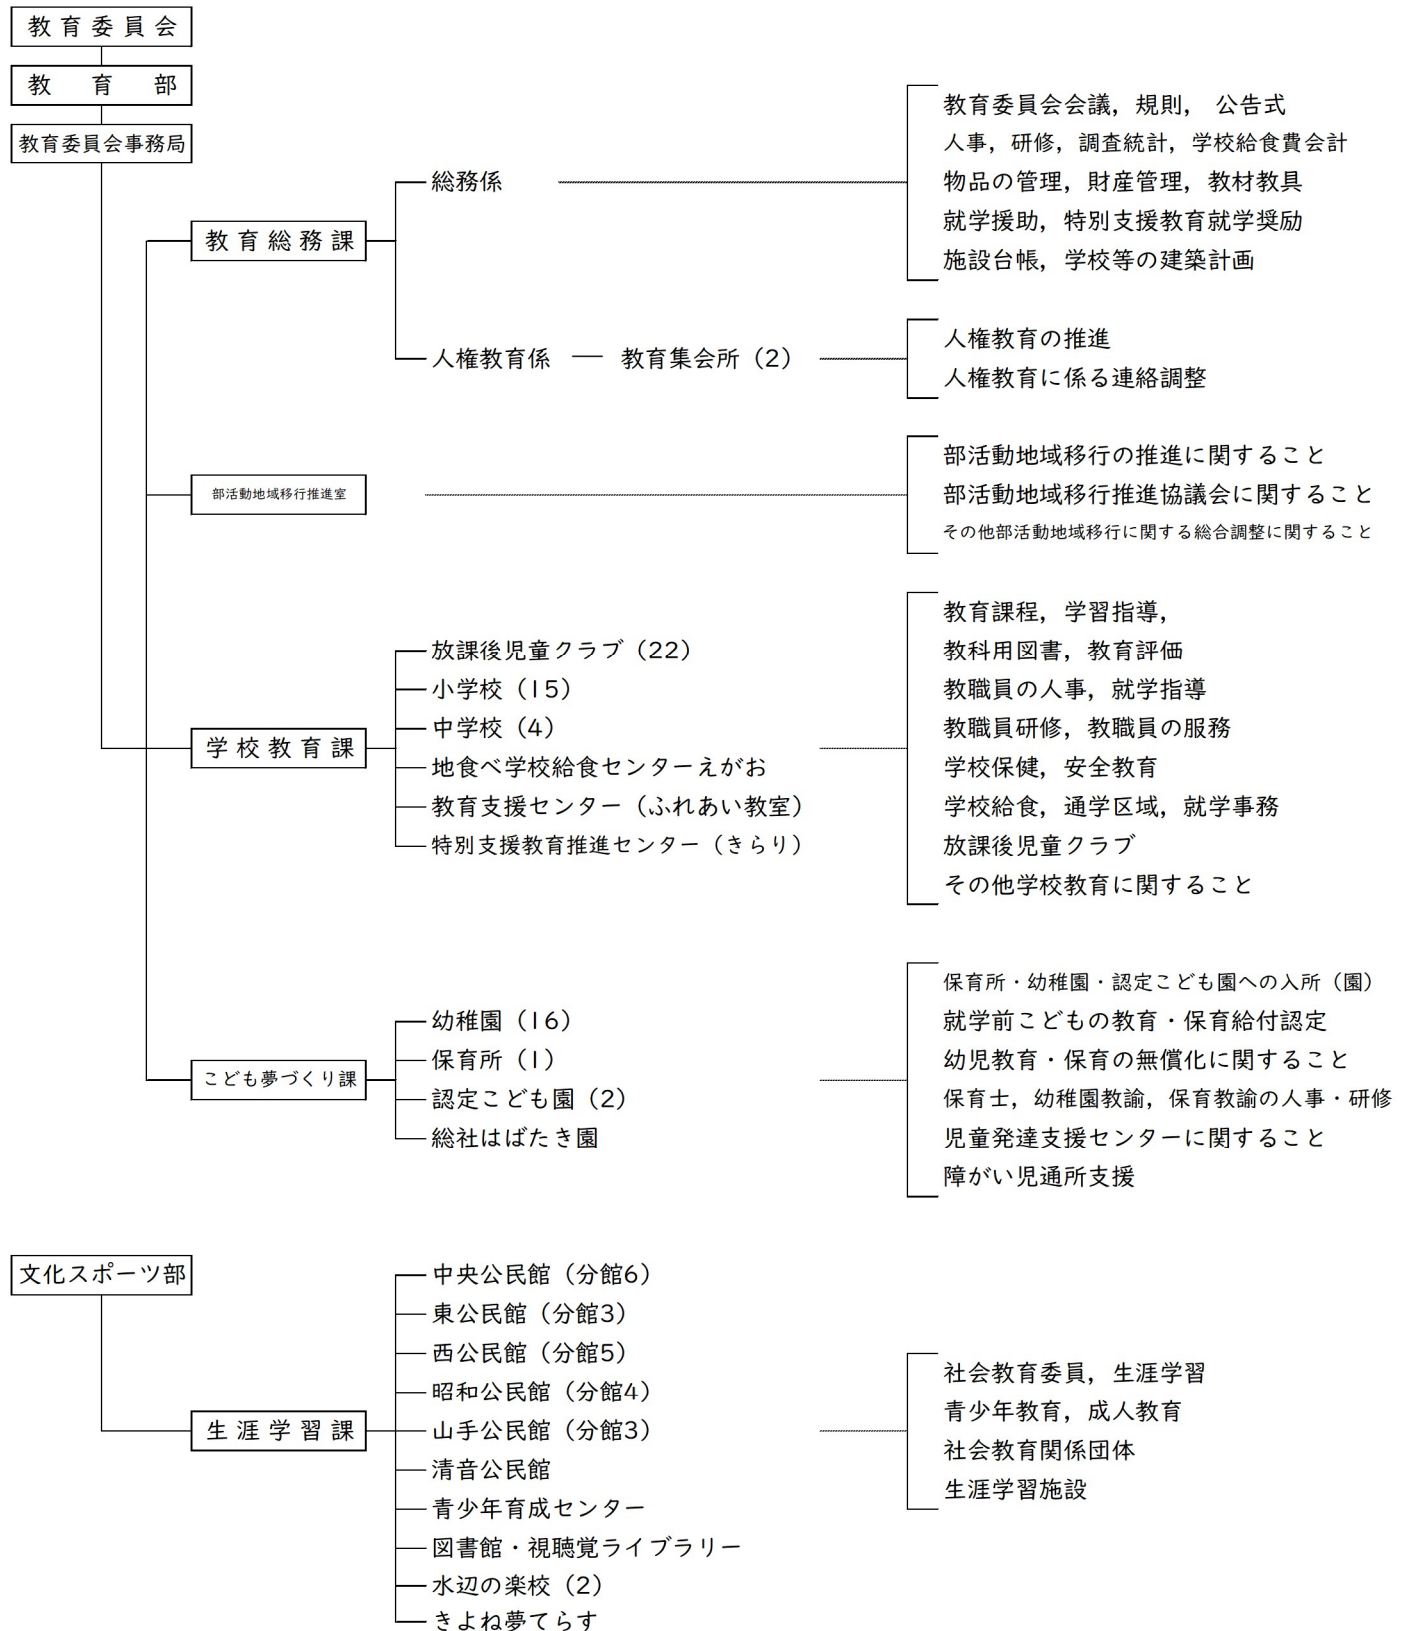 教育委員会
教育部
教育委員会事務局
教育総務課
総務係
教育委員会会議，規則， 公告式
人事，研修，調査統計，学校給食費会計
物品の管理，財産管理，教材教具
就学援助，特別支援教育就学奨励
施設台帳，学校等の建築計画
人権教育係 ― 教育集会所（2）
人権教育の推進
人権教育に係る連絡調整
部活動地域移行推進室
部活動地域移行の推進に関すること
部活動地域移行推進協議会に関すること
その他部活動地域移行に関する総合調整に関すること
学校教育課
放課後児童クラブ（22）
小学校（15）
中学校（4）
地食べ学校給食センターえがお
教育支援センター（ふれあい教室）
特別支援教育推進センター（きらり）
教育課程，学習指導，
教科用図書，教育評価
教職員の人事，就学指導
教職員研修，教職員の服務
学校保健，安全教育
学校給食，通学区域，就学事務
放課後児童クラブ
その他学校教育に関すること
こども夢づくり課
幼稚園（16）
保育所（1）
認定こども園（2）
総社はばたき園
保育所・幼稚園・認定こども園への入所（園）
就学前こどもの教育・保育給付認定
幼児教育・保育の無償化に関すること
保育士，幼稚園教諭，保育教諭の人事・研修
児童発達支援センターに関すること
障がい児通所支援
文化スポーツ部
生涯学習課
中央公民館（分館6）
東公民館（分館3）
西公民館（分館5）
昭和公民館（分館4）
山手公民館（分館3）
清音公民館
青少年育成センター
図書館・視聴覚ライブラリー
水辺の楽校（2）
きよね夢てらす
社会教育委員，生涯学習
青少年教育，成人教育
社会教育関係団体
生涯学習施設